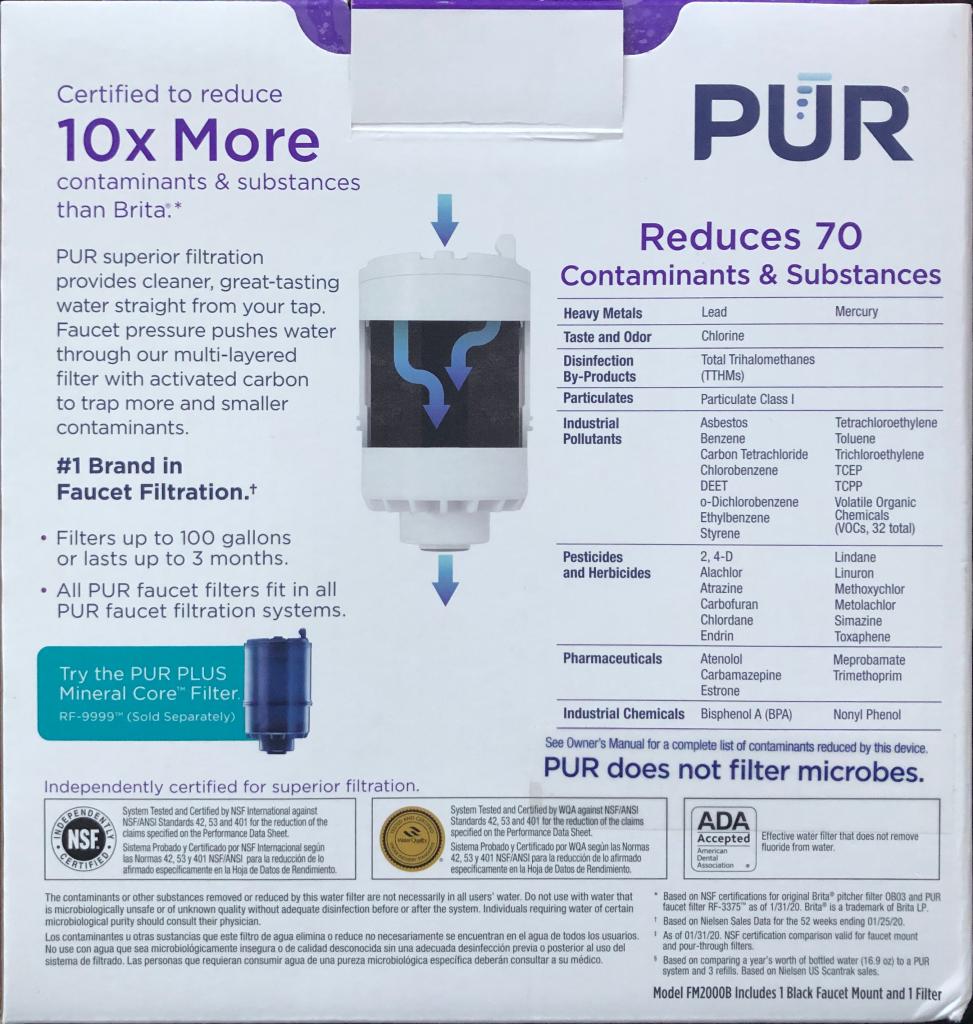 Certified to reduce
10x More
contaminants & substances
than Brita®.*
PUR superior filtration
provides cleaner, great-tasting
water straight from your tap.
Faucet pressure pushes water
through our multi-layered
filter with activated carbon
to trap more and smaller
contaminants.
#1 Brand in
Faucet Filtration.†
• Filters up to 100 gallons
or lasts up to 3 months.
• All PUR faucet filters fit in all
PUR faucet filtration systems.
Try the PUR PLUS
Mineral Core™ Filter.
RF-9999™ (Sold Separately)
PUR®
Reduces 70
Contaminants & Substances
Heavy Metals Lead Mercury
Taste and Odor Chlorine
Disinfection Total Trihalomethanes
By-Products (TTHMs)
Particulates Particulate Class I
Industrial Asbestos Tetrachloroethylene
Pollutants Benzene Toluene
Carbon Tetrachloride Trichloroethylene
Chlorobenzene TCEP
DEET TCPP
o-Dichlorobenzene Volatile Organic
Ethylbenzene Chemicals
Styrene (VOCs, 32 total)
Pesticides 2, 4-D Lindane
and Herbicides Alachlor Linuron
Atrazine Methoxychlor
Carbofuran Metolachlor
Chlordane Simazine
Endrin Toxaphene
Pharmaceuticals Atenolol Meprobamate
Carbamazepine Trimethoprim
Estrone
Industrial Chemicals Bisphenol A (BPA) Nonyl Phenol
See Owner's Manual for a complete list of contaminants reduced by this device.
PUR does not filter microbes.
Independently certified for superior filtration.
INDEPENDENTLY
NSF®
CERTIFIED
System Tested and Certified by NSF International against
NSF/ANSI Standards 42, 53 and 401 for the reduction of the
claims specified on the Performance Data Sheet.
Sistema Probado y Certificado por NSF Internacional según
las Normas 42, 53 y 401 NSF/ANSI para la reducción de lo
afirmado específicamente en la Hoja de Datos de Rendimiento.
WaterQuality
System Tested and Certified by WQA against NSF/ANSI
Standards 42, 53 and 401 for the reduction of the claims
specified on the Performance Data Sheet.
Sistema Probado y Certificado por WQA según las Normas
42, 53 y 401 NSF/ANSI para la reducción de lo afirmado
específicamente en la Hoja de Datos de Rendimiento.
ADA
Accepted
American
Dental
Association ®
Effective water filter that does not remove
fluoride from water.
The contaminants or other substances removed or reduced by this water filter are not necessarily in all users' water. Do not use with water that
is microbiologically unsafe or of unknown quality without adequate disinfection before or after the system. Individuals requiring water of certain
microbiological purity should consult their physician.
Los contaminantes u otras sustancias que este filtro de agua elimina o reduce no necesariamente se encuentran en el agua de todos los usuarios.
No use con agua que sea microbiológicamente insegura o de calidad desconocida sin una adecuada desinfección previa o posterior al uso del
sistema de filtrado. Las personas que requieran consumir agua de una pureza microbiológica específica deberán consultar a su médico.
* Based on NSF certifications for original Brita® pitcher filter OB03 and PUR
faucet filter RF-3375™ as of 1/31/20. Brita® is a trademark of Brita LP.
† Based on Nielsen Sales Data for the 52 weeks ending 01/25/20.
‡ As of 01/31/20. NSF certification comparison valid for faucet mount
and pour-through filters.
§ Based on comparing a year's worth of bottled water (16.9 oz) to a PUR
system and 3 refills. Based on Nielsen US Scantrak sales.
Model FM2000B Includes 1 Black Faucet Mount and 1 Filter